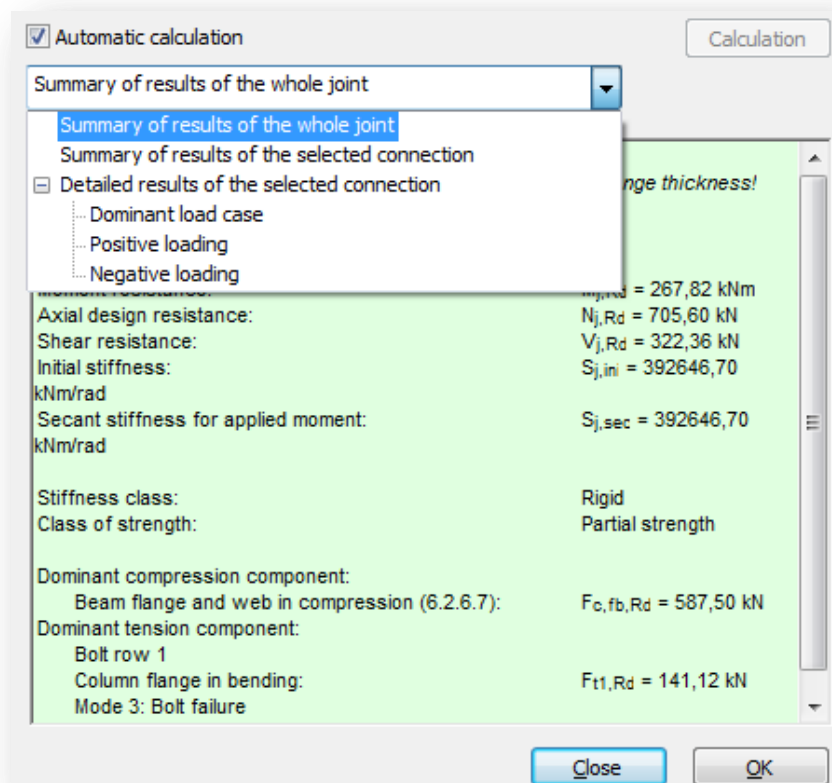 Automatic calculation
Calculation
Summary of results of the whole joint
Summary of results of the whole joint
Summary of results of the selected connection
Detailed results of the selected connection
nge thickness!
Dominant load case
Positive loading
Negative loading
Moment resistance: Mj,Rd = 267,82 kNm
Axial design resistance: Nj,Rd = 705,60 kN
Shear resistance: Vj,Rd = 322,36 kN
Initial stiffness: Sj,ini = 392646,70
kNm/rad
Secant stiffness for applied moment: Sj,sec = 392646,70
kNm/rad
Stiffness class: Rigid
Class of strength: Partial strength
Dominant compression component:
Beam flange and web in compression (6.2.6.7): Fc,fb,Rd = 587,50 kN
Dominant tension component:
Bolt row 1
Column flange in bending: Ft1,Rd = 141,12 kN
Mode 3: Bolt failure
Close
OK